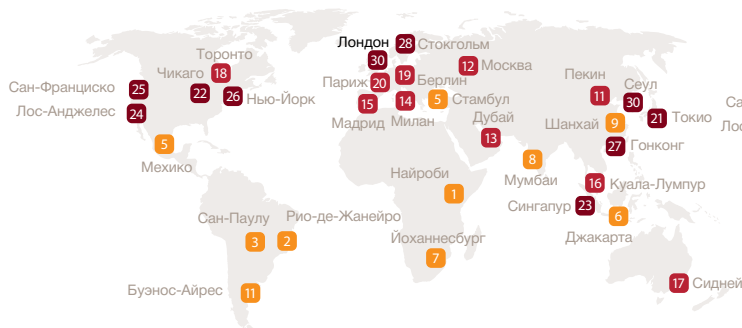 Лондон
28
Стокгольм
30
Торонто
18
Чикаго
22
Сан-Франциско
25
26
Нью-Йорк
Лос-Анджелес
24
5
Мехико
Париж
20
19
Берлин
12
Москва
15
Мадрид
14
Милан
5
Стамбул
Дубай
13
Пекин
11
Сеул
30
21
Токио
Шанхай
9
27
Гонконг
8
Мумбаи
16
Куала-Лумпур
Сингапур
23
6
Джакарта
Найроби
1
Сан-Паулу
3
Рио-де-Жанейро
2
Йоханнесбург
7
Буэнос-Айрес
11
17
Сидней
Са
Лос